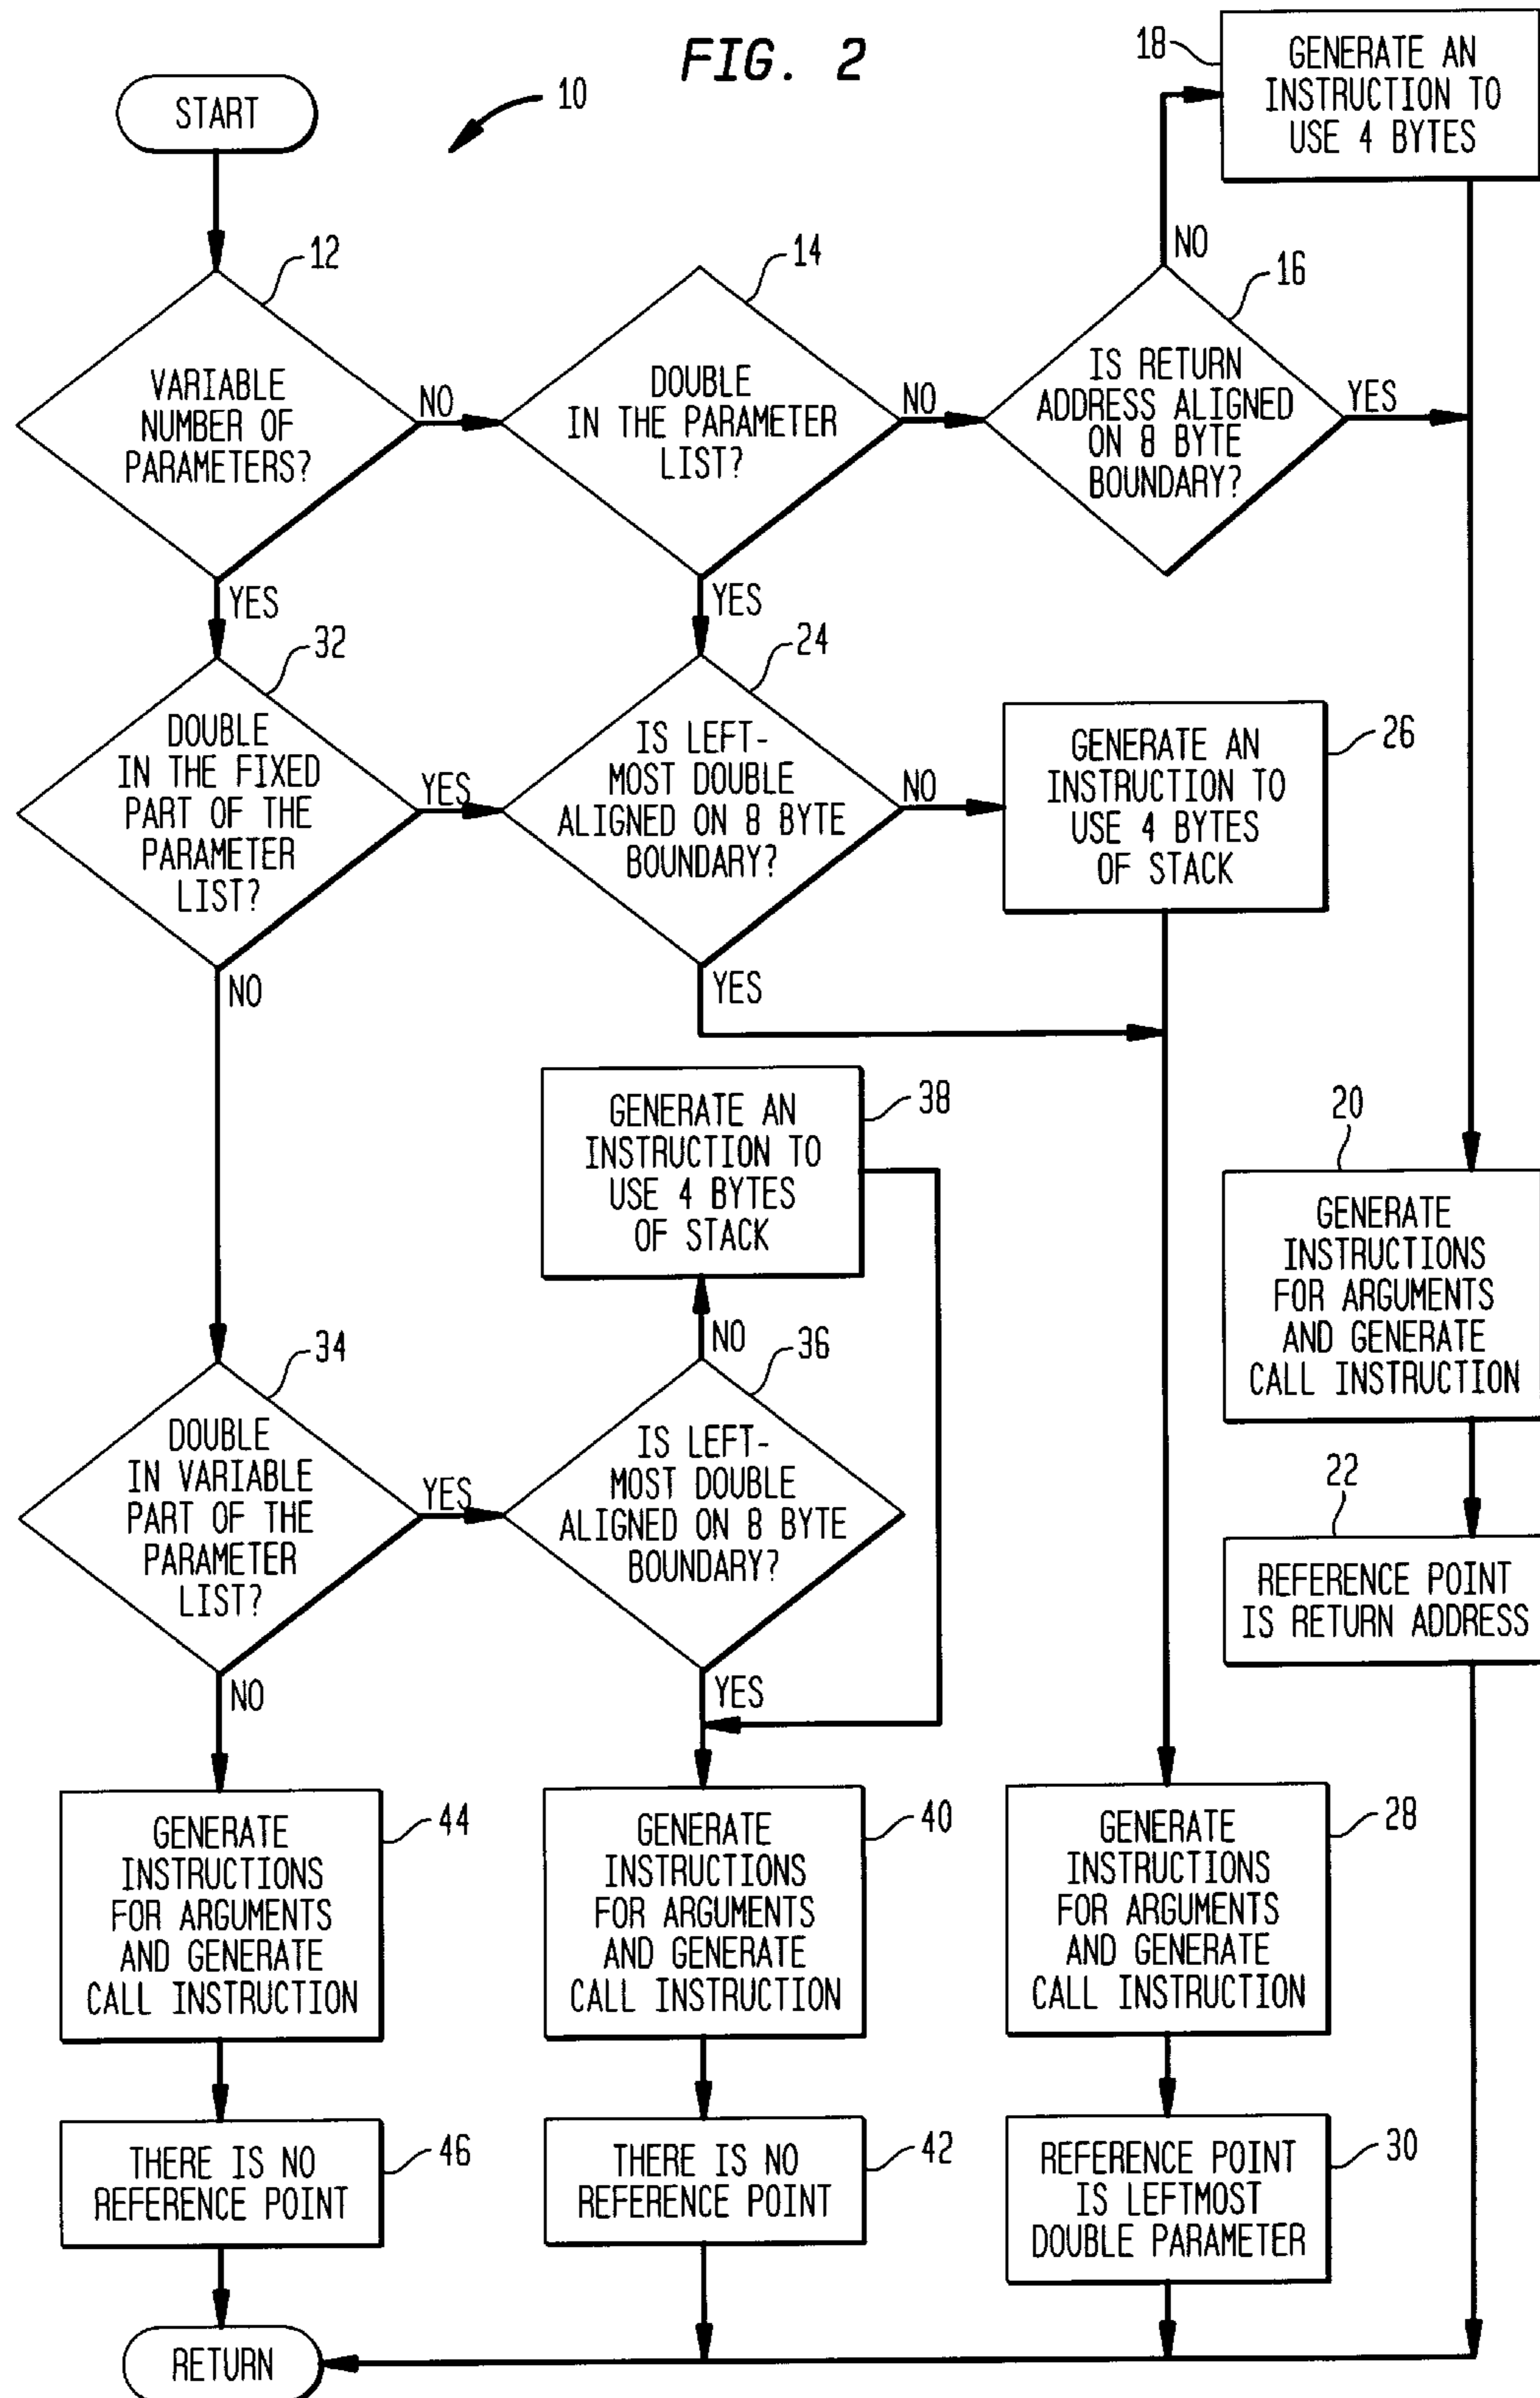 FIG. 2
START
10
18
GENERATE AN
INSTRUCTION TO
USE 4 BYTES
NO
12
VARIABLE
NUMBER OF
PARAMETERS?
NO
YES
14
DOUBLE
IN THE PARAMETER
LIST?
NO
YES
16
IS RETURN
ADDRESS ALIGNED
ON 8 BYTE
BOUNDARY?
YES
32
DOUBLE
IN THE FIXED
PART OF THE
PARAMETER
LIST?
YES
NO
24
IS LEFT-
MOST DOUBLE
ALIGNED ON 8 BYTE
BOUNDARY?
NO
YES
26
GENERATE AN
INSTRUCTION TO
USE 4 BYTES
OF STACK
38
GENERATE AN
INSTRUCTION TO
USE 4 BYTES
OF STACK
NO
20
GENERATE
INSTRUCTIONS
FOR ARGUMENTS
AND GENERATE
CALL INSTRUCTION
34
DOUBLE
IN VARIABLE
PART OF THE
PARAMETER
LIST?
YES
NO
36
IS LEFT-
MOST DOUBLE
ALIGNED ON 8 BYTE
BOUNDARY?
YES
22
REFERENCE POINT
IS RETURN ADDRESS
44
GENERATE
INSTRUCTIONS
FOR ARGUMENTS
AND GENERATE
CALL INSTRUCTION
40
GENERATE
INSTRUCTIONS
FOR ARGUMENTS
AND GENERATE
CALL INSTRUCTION
28
GENERATE
INSTRUCTIONS
FOR ARGUMENTS
AND GENERATE
CALL INSTRUCTION
46
THERE IS NO
REFERENCE POINT
42
THERE IS NO
REFERENCE POINT
30
REFERENCE POINT
IS LEFTMOST
DOUBLE PARAMETER
RETURN